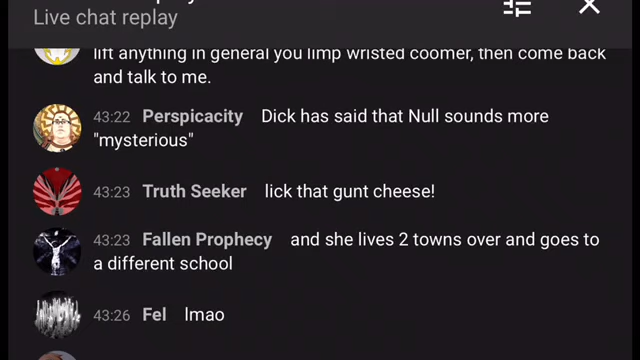 Live chat replay
lift anything in general you limp wristed coomer, then come back
and talk to me.
43:22 Perspicacity Dick has said that Null sounds more
"mysterious"
43:23 Truth Seeker lick that gunt cheese!
43:23 Fallen Prophecy and she lives 2 towns over and goes to
a different school
43:26 Fel lmao